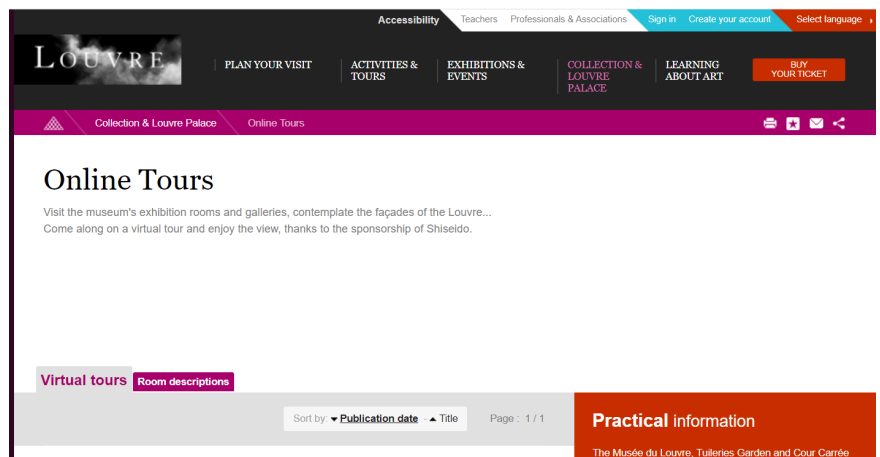 Accessibility Teachers Professionals & Associations Sign in Create your account Select language
LOUVRE
PLAN YOUR VISIT
ACTIVITIES &
TOURS
EXHIBITIONS &
EVENTS
COLLECTION &
LOUVRE
PALACE
LEARNING
ABOUT ART
BUY
YOUR TICKET
Collection & Louvre Palace Online Tours
Online Tours
Visit the museum's exhibition rooms and galleries, contemplate the façades of the Louvre...
Come along on a virtual tour and enjoy the view, thanks to the sponsorship of Shiseido.
Virtual tours Room descriptions
Sort by: Publication date - Title Page : 1 / 1
Practical information
The Musée du Louvre, Tuileries Garden and Cour Carrée